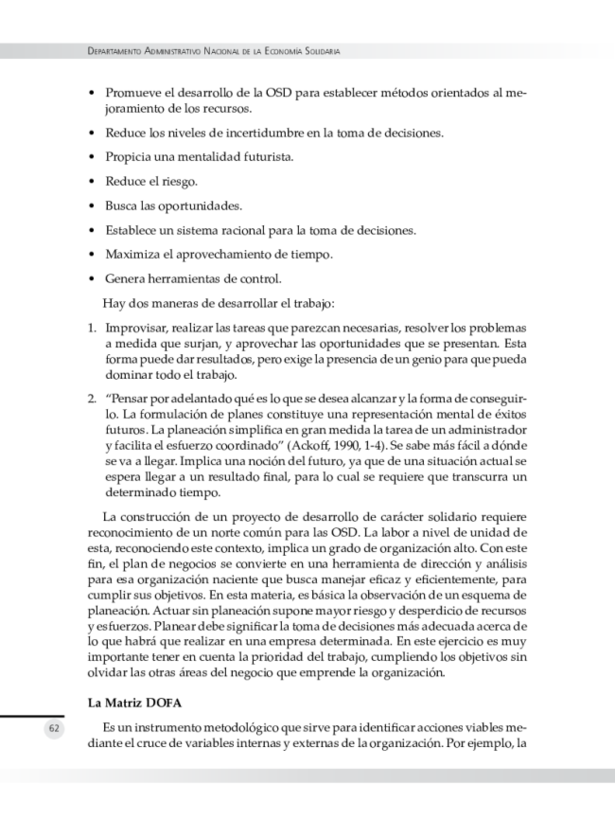 Departamento Administrativo Nacional de la Economía Solidaria
• Promueve el desarrollo de la OSD para establecer métodos orientados al me-
joramiento de los recursos.
• Reduce los niveles de incertidumbre en la toma de decisiones.
• Propicia una mentalidad futurista.
• Reduce el riesgo.
• Busca las oportunidades.
• Establece un sistema racional para la toma de decisiones.
• Maximiza el aprovechamiento de tiempo.
• Genera herramientas de control.
Hay dos maneras de desarrollar el trabajo:
1. Improvisar, realizar las tareas que parezcan necesarias, resolver los problemas
a medida que surjan, y aprovechar las oportunidades que se presentan. Esta
forma puede dar resultados, pero exige la presencia de un genio para que pueda
dominar todo el trabajo.
2. “Pensar por adelantado qué es lo que se desea alcanzar y la forma de conseguir-
lo. La formulación de planes constituye una representación mental de éxitos
futuros. La planeación simplifica en gran medida la tarea de un administrador
y facilita el esfuerzo coordinado” (Ackoff, 1990, 1-4). Se sabe más fácil a dónde
se va a llegar. Implica una noción del futuro, ya que de una situación actual se
espera llegar a un resultado final, para lo cual se requiere que transcurra un
determinado tiempo.
La construcción de un proyecto de desarrollo de carácter solidario requiere
reconocimiento de un norte común para las OSD. La labor a nivel de unidad de
esta, reconociendo este contexto, implica un grado de organización alto. Con este
fin, el plan de negocios se convierte en una herramienta de dirección y análisis
para esa organización naciente que busca manejar eficaz y eficientemente, para
cumplir sus objetivos. En esta materia, es básica la observación de un esquema de
planeación. Actuar sin planeación supone mayor riesgo y desperdicio de recursos
y esfuerzos. Planear debe significar la toma de decisiones más adecuada acerca de
lo que habrá que realizar en una empresa determinada. En este ejercicio es muy
importante tener en cuenta la prioridad del trabajo, cumpliendo los objetivos sin
olvidar las otras áreas del negocio que emprende la organización.
La Matriz DOFA
Es un instrumento metodológico que sirve para identificar acciones viables me-
diante el cruce de variables internas y externas de la organización. Por ejemplo, la
62